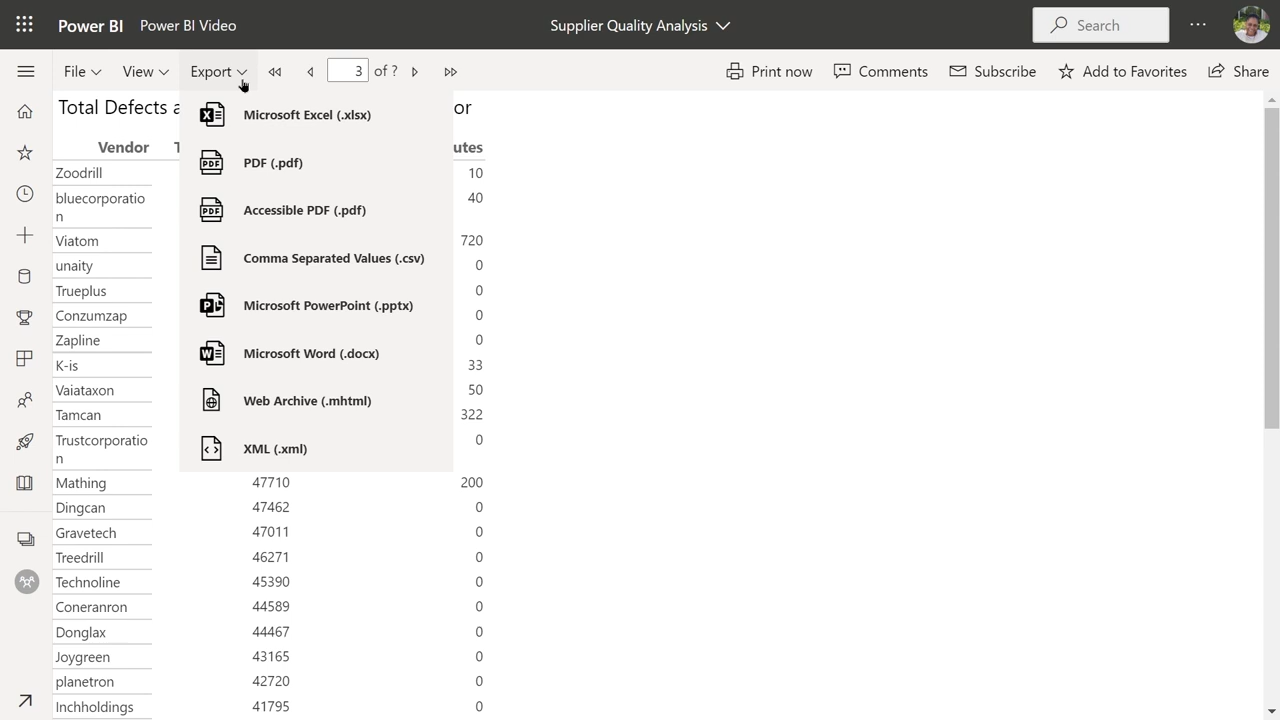 Power BI Power BI Video Supplier Quality Analysis Search
File View Export 3 of ? Print now Comments Subscribe Add to Favorites Share
Total Defects a or
Vendor T utes
Microsoft Excel (.xlsx)
PDF (.pdf)
Accessible PDF (.pdf)
Comma Separated Values (.csv)
Microsoft PowerPoint (.pptx)
Microsoft Word (.docx)
Web Archive (.mhtml)
XML (.xml)
Zoodrill 10
bluecorporatio 40
n
Viatom 720
unaity 0
Trueplus 0
Conzumzap 0
Zapline 0
K-is 33
Vaiataxon 50
Tamcan 322
Trustcorporatio 0
n
Mathing 47710 200
Dingcan 47462 0
Gravetech 47011 0
Treedrill 46271 0
Technoline 45390 0
Coneranron 44589 0
Donglax 44467 0
Joygreen 43165 0
planetron 42720 0
Inchholdings 41795 0